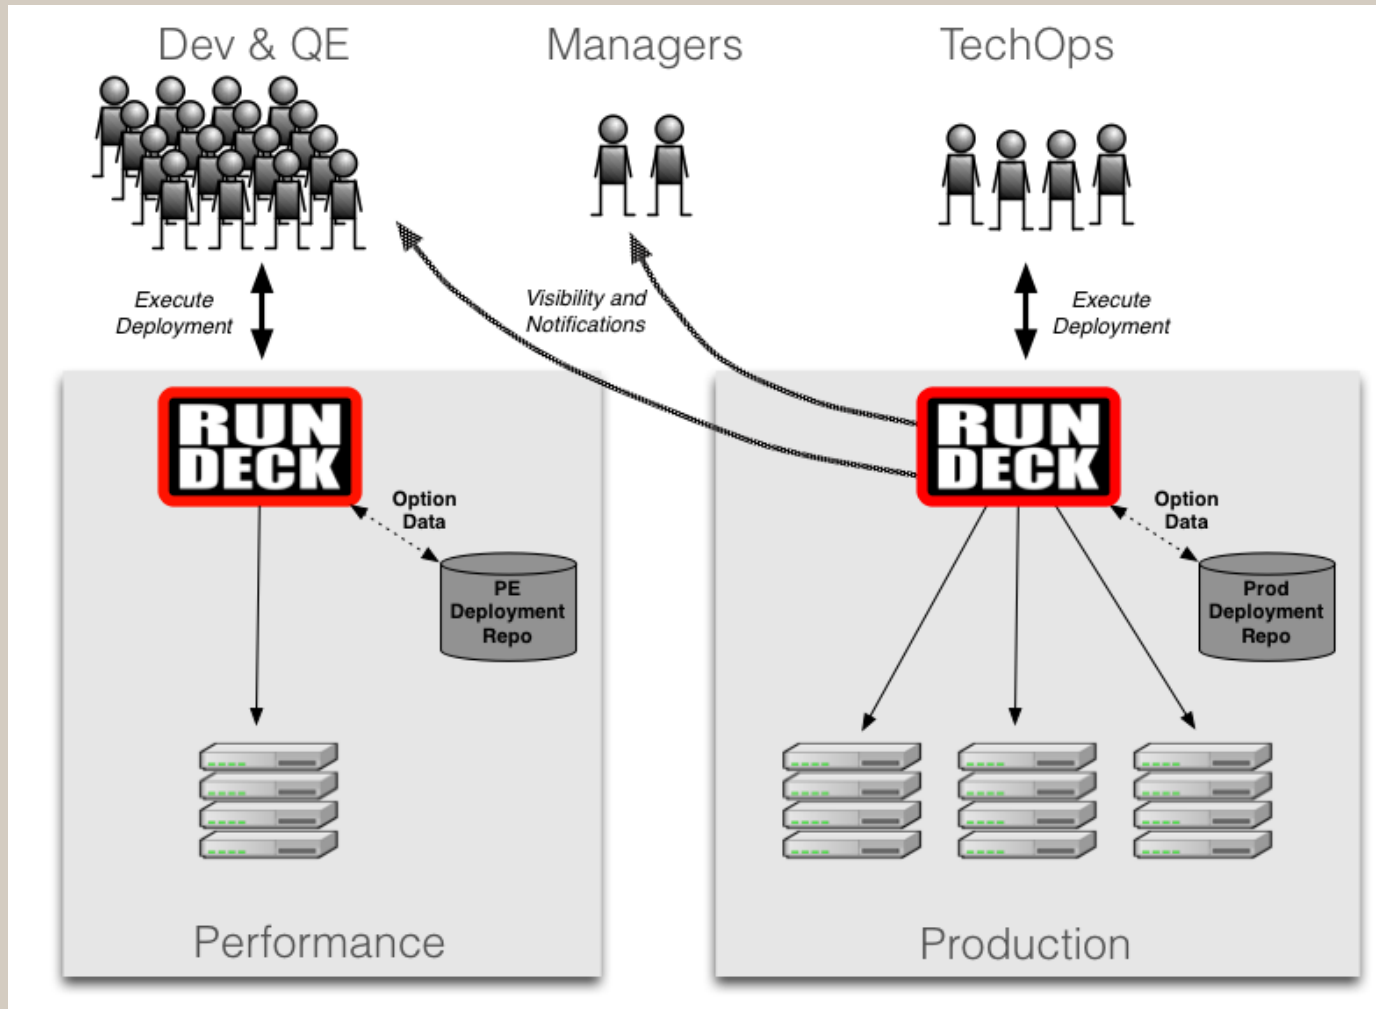 Dev & QE
Managers
TechOps
Execute
Deployment
Visibility and
Notifications
Execute
Deployment
RUN
DECK
Option
Data
PE
Deployment
Repo
Performance
RUN
DECK
Option
Data
Prod
Deployment
Repo
Production